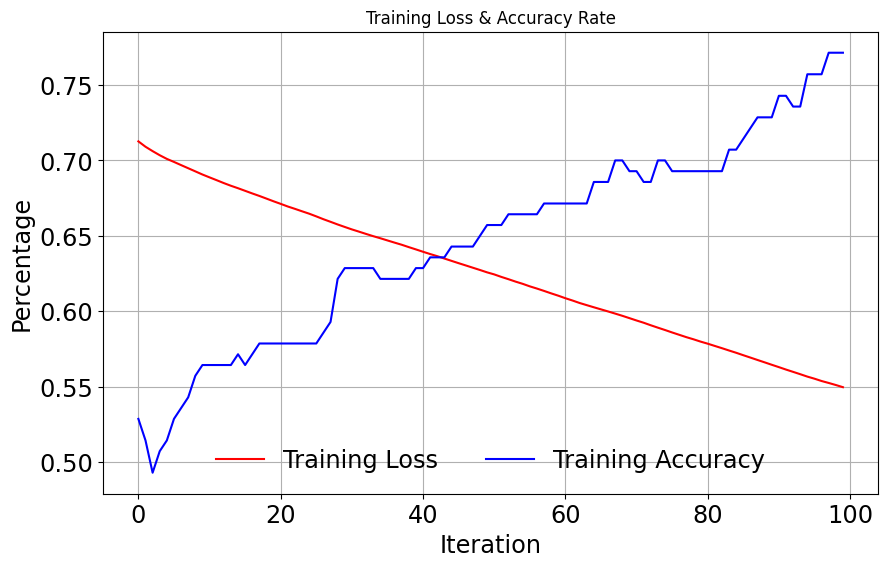 Training Loss & Accuracy Rate
Percentage
0.75
0.70
0.65
0.60
0.55
0.50
Training Loss Training Accuracy
0 20 40 60 80 100
Iteration